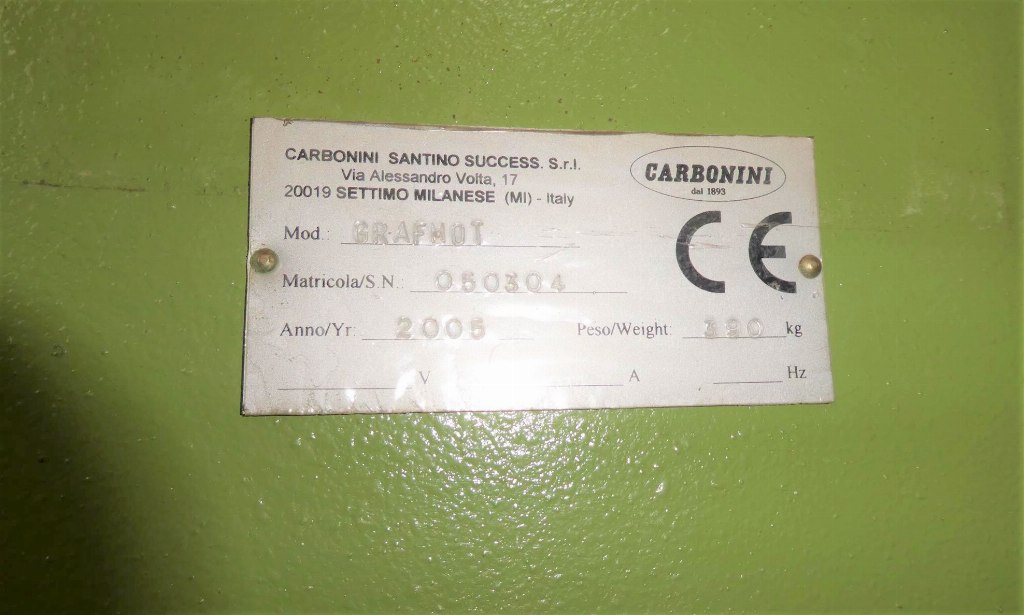 CARBONINI SANTINO SUCCESS. S.r.l.
Via Alessandro Volta, 17
20019 SETTIMO MILANESE (MI) - Italy
CARBONINI
dal 1893
CE
Mod.: GRAFMUT
Matricola/S.N.: 050304
Anno/Yr: 2005 Peso/Weight: 390 kg
V A Hz